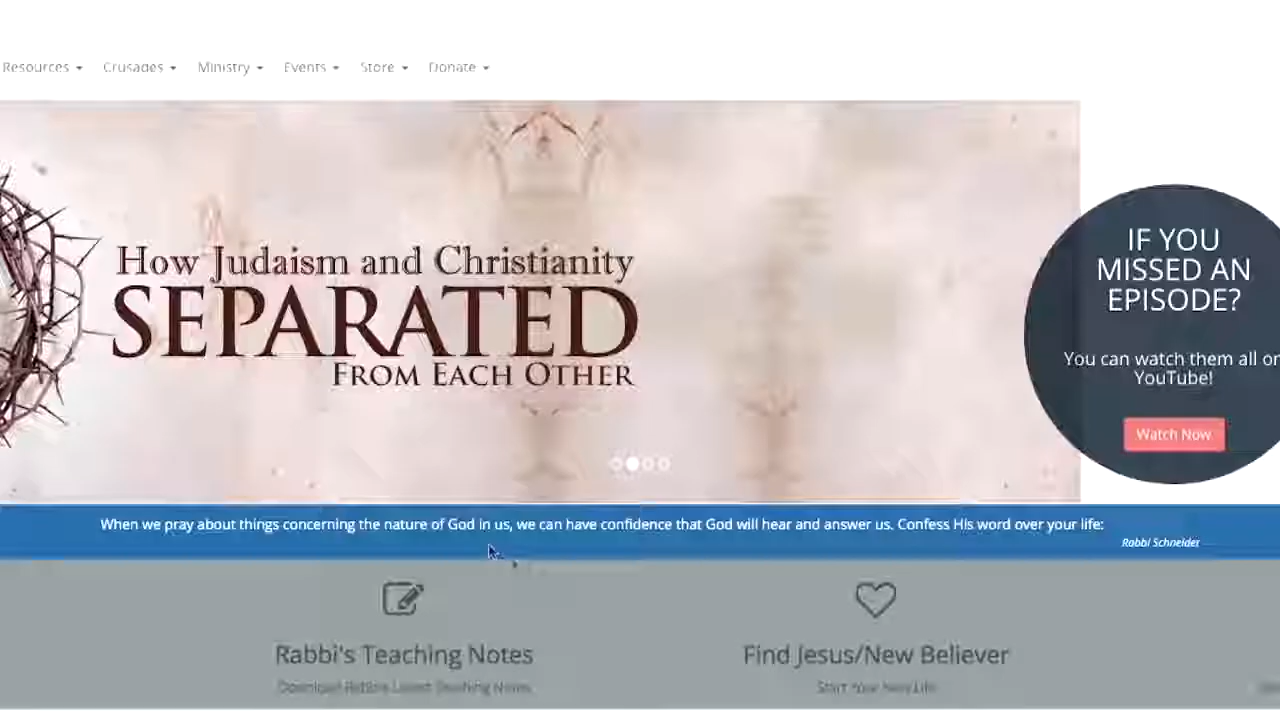 Resources Crusades Ministry Events Store Donate
How Judaism and Christianity
SEPARATED
FROM EACH OTHER
IF YOU
MISSED AN
EPISODE?
You can watch them all on
YouTube!
Watch Now
When we pray about things concerning the nature of God in us, we can have confidence that God will hear and answer us. Confess His word over your life:
Rabbi Schneider
Rabbi's Teaching Notes
Find Jesus/New Believer
Download Rabbi's Latest Teaching Notes
Start Your New Life